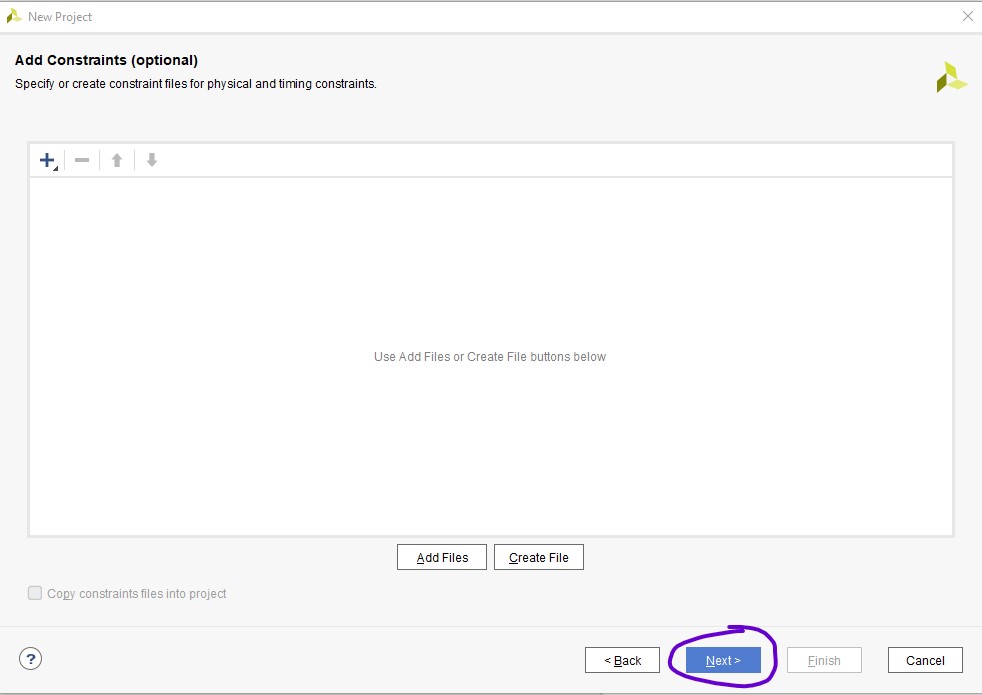 New Project
Add Constraints (optional)
Specify or create constraint files for physical and timing constraints.
Use Add Files or Create File buttons below
Add Files
Create File
Copy constraints files into project
?
< Back
Next >
Finish
Cancel